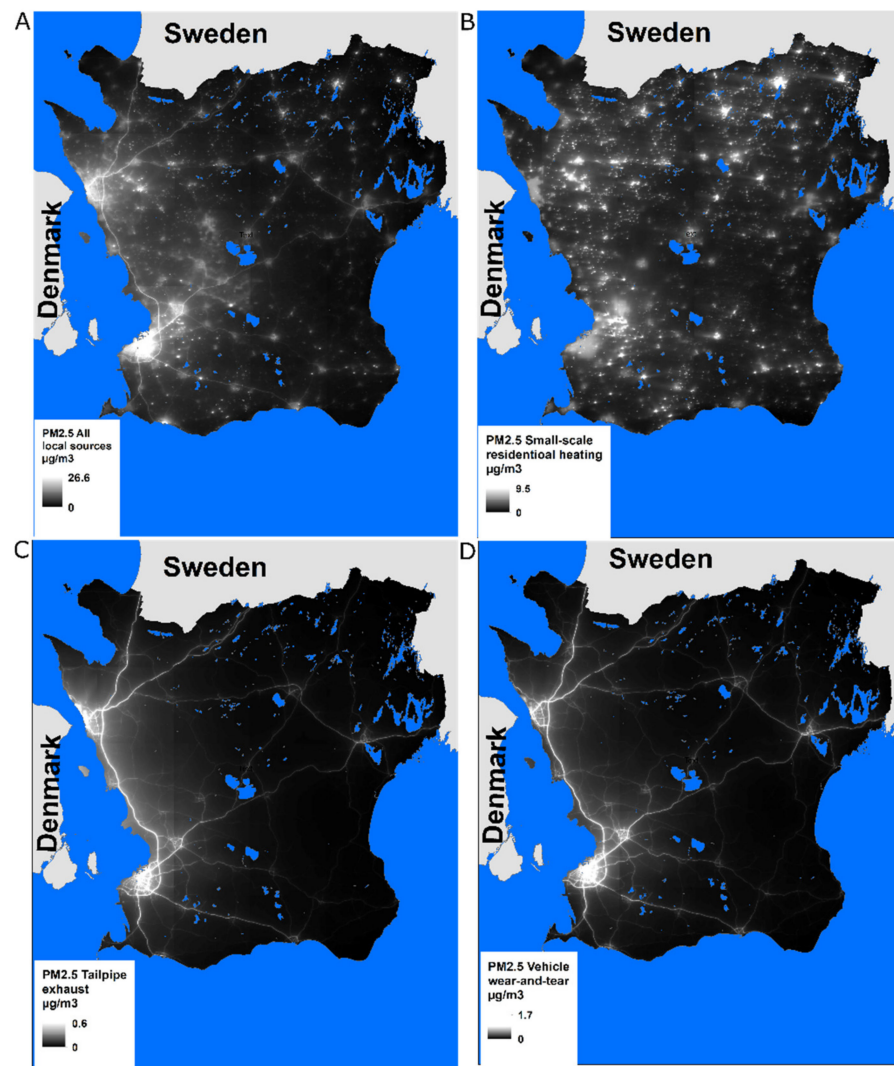 A
Sweden
Denmark
PM2.5 All
local sources
µg/m3
26.6
0
B
Sweden
Denmark
PM2.5 Small-scale
residentioal heating
µg/m3
9.5
0
C
Sweden
Denmark
PM2.5 Tailpipe
exhaust
µg/m3
0.6
0
D
Sweden
Denmark
PM2.5 Vehicle
wear-and-tear
µg/m3
1.7
0